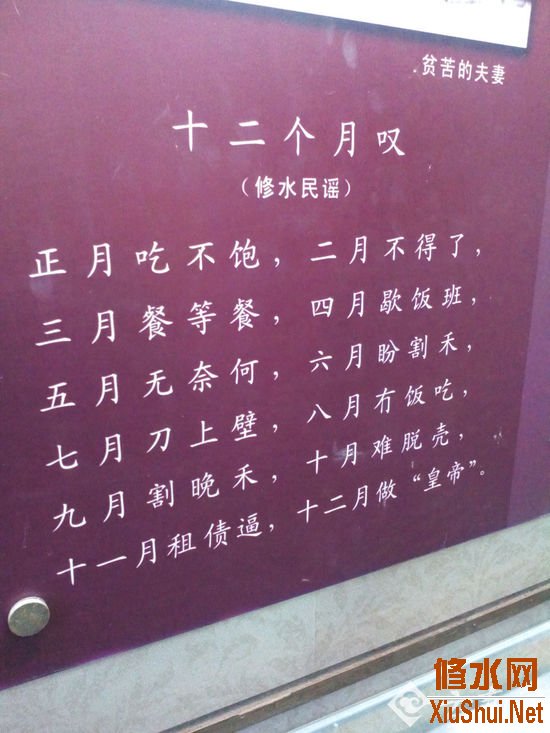 .贫苦的夫妻
十二个月叹
（修水民谣）
正月吃不饱，二月不得了，
三月餐等餐，四月歇饭班，
五月无奈何，六月盼割禾，
七月刀上壁，八月冇饭吃，
九月割晚禾，十月难脱壳，
十一月租债逼，十二月做“皇帝”。
修水网
XiuShui.Net